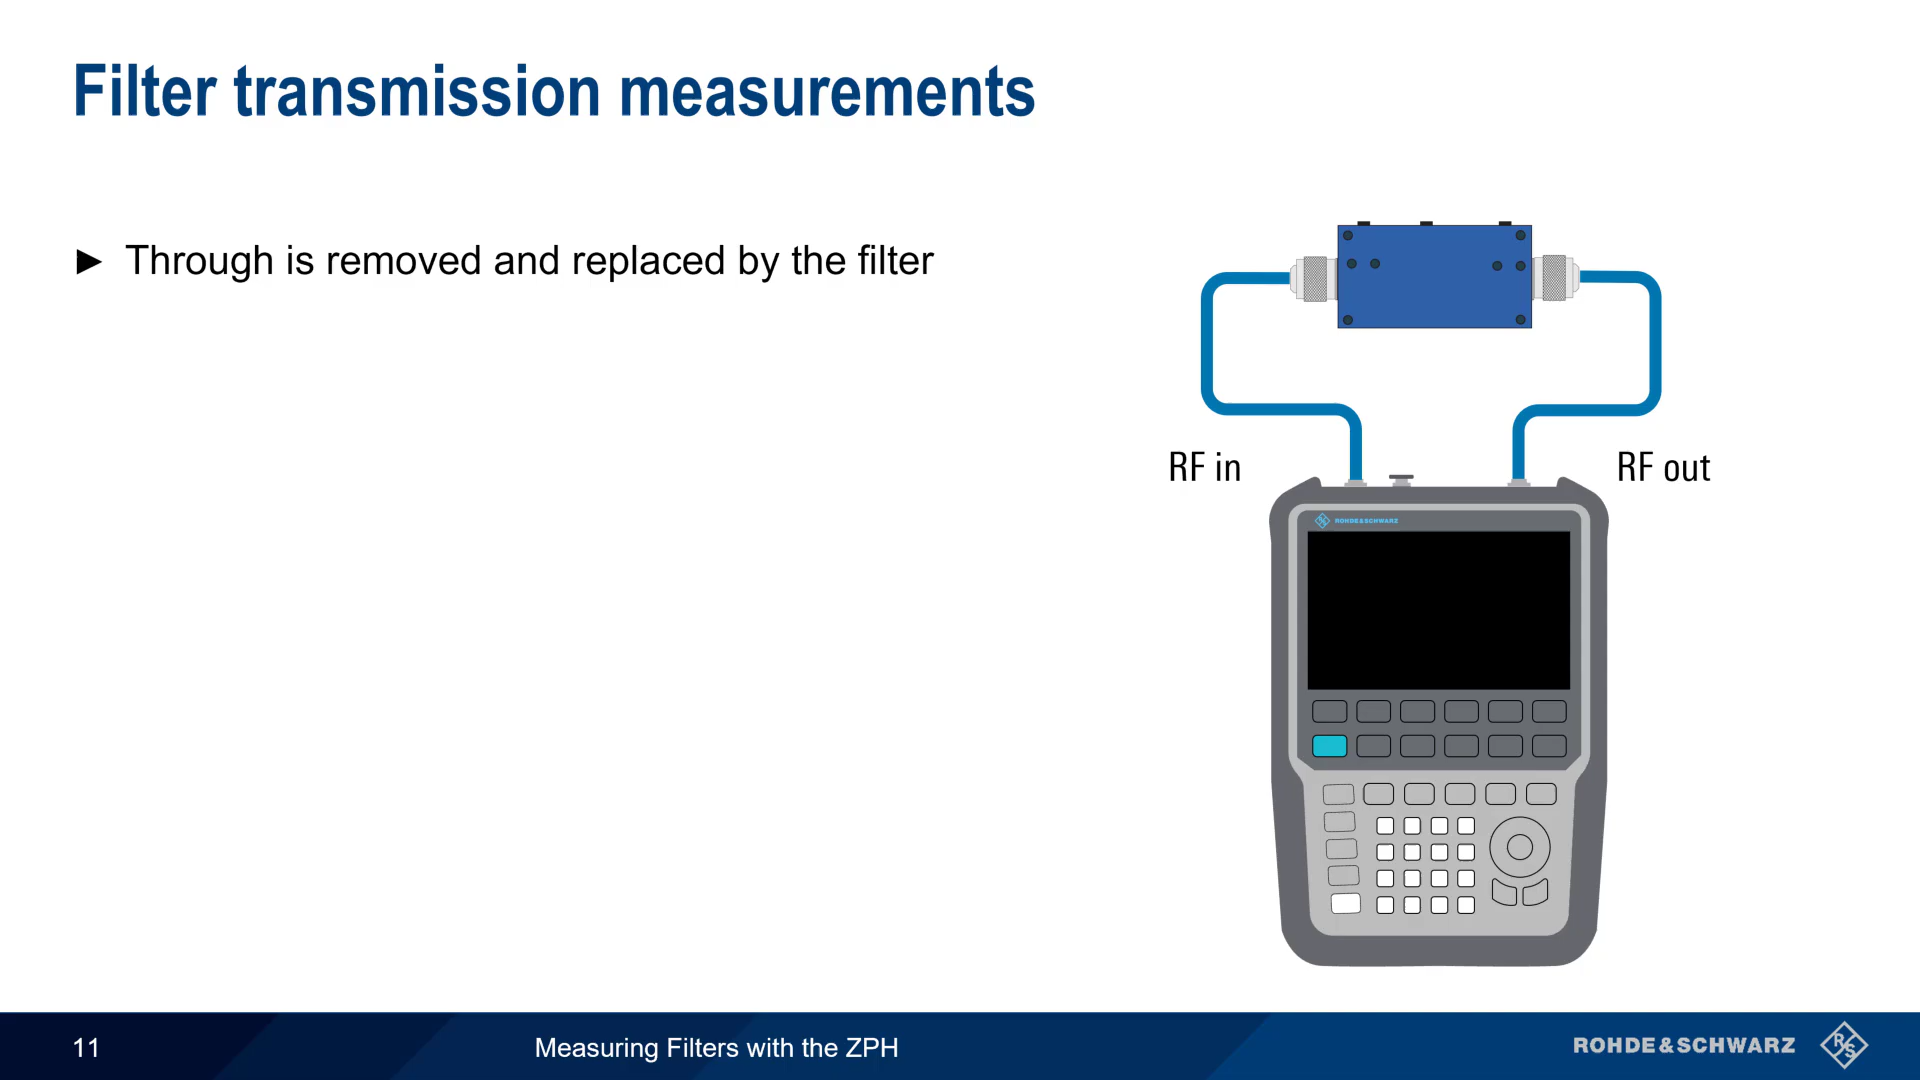 Filter transmission measurements
► Through is removed and replaced by the filter
RF in
RF out
ROHDE&SCHWARZ
11
Measuring Filters with the ZPH
ROHDE&SCHWARZ
R S